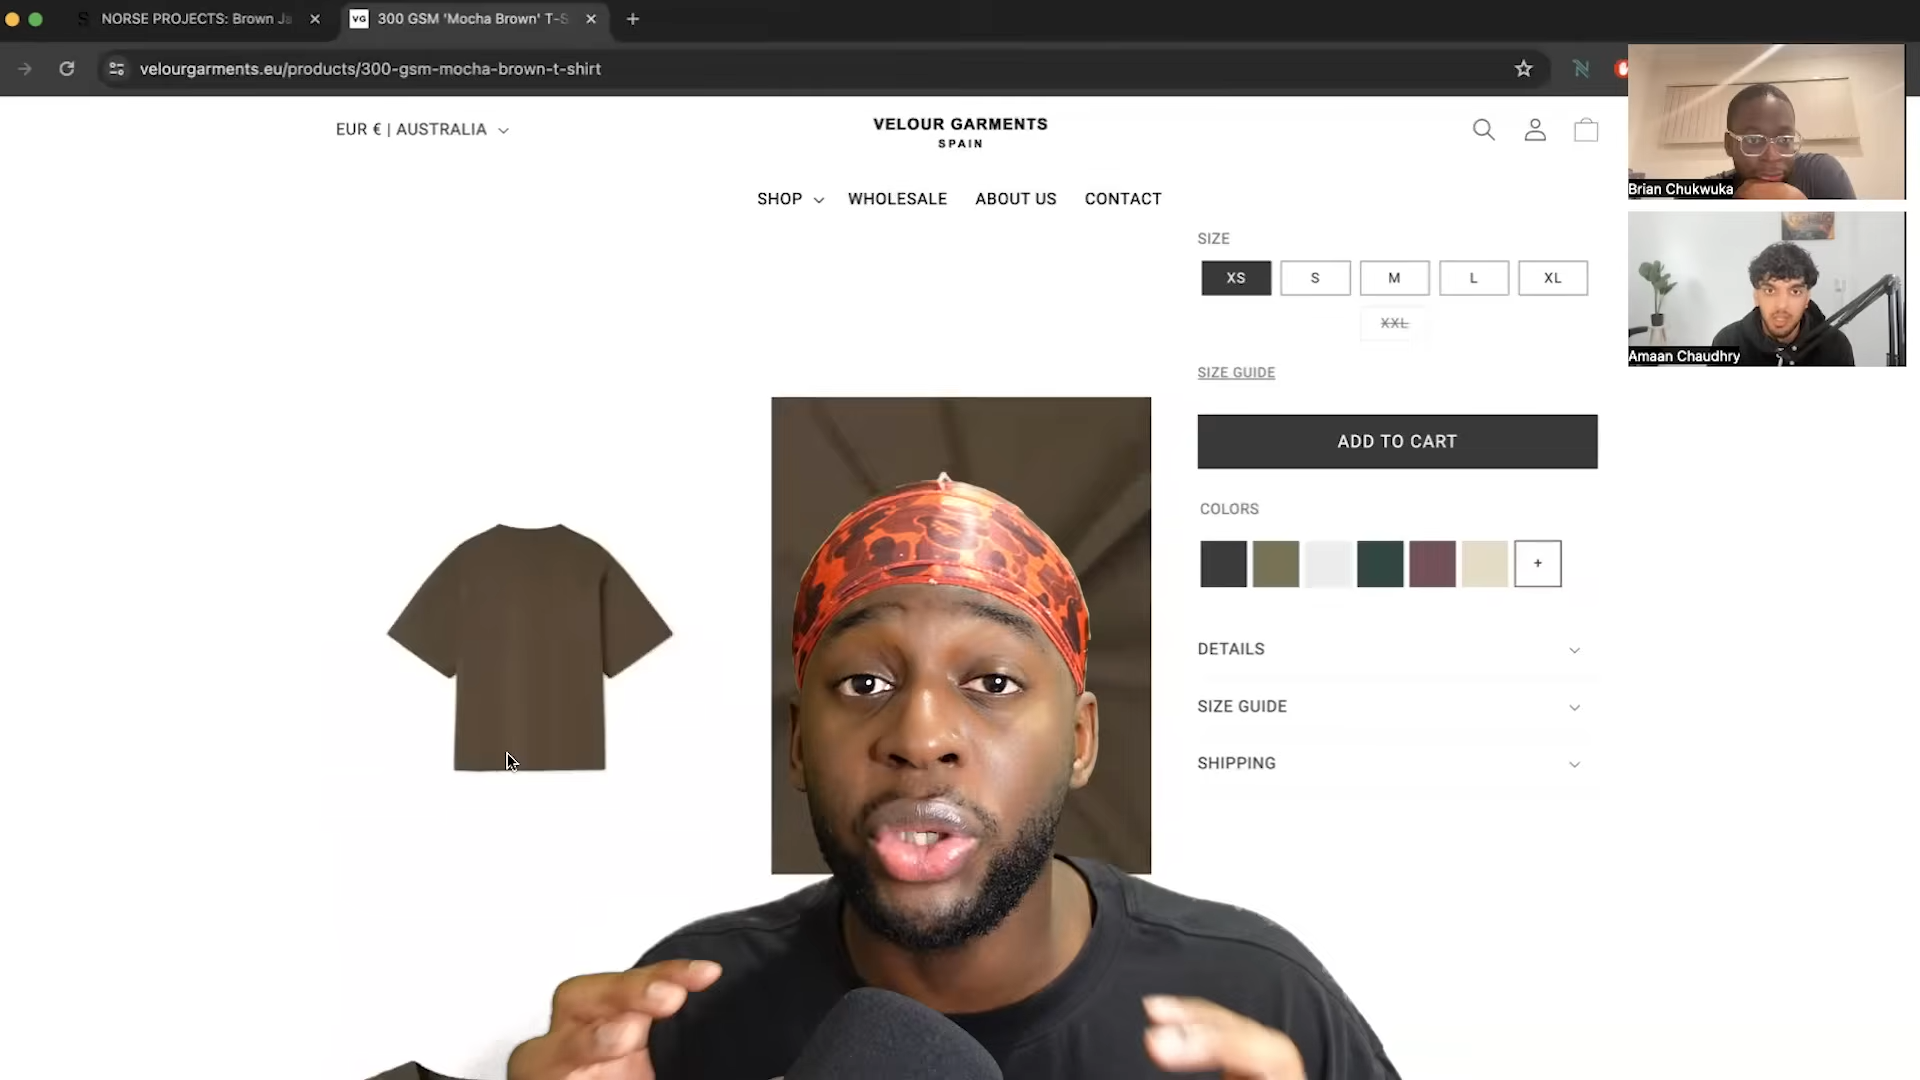 NORSE PROJECTS: Brown Ja
VG
300 GSM 'Mocha Brown' T-S
velourgarments.eu/products/300-gsm-mocha-brown-t-shirt
EUR € | AUSTRALIA
VELOUR GARMENTS
SPAIN
SHOP
WHOLESALE
ABOUT US
CONTACT
SIZE
XS
S
M
L
XL
XXL
SIZE GUIDE
ADD TO CART
COLORS
+
DETAILS
SIZE GUIDE
SHIPPING
Brian Chukwuka
Amaan Chaudhry